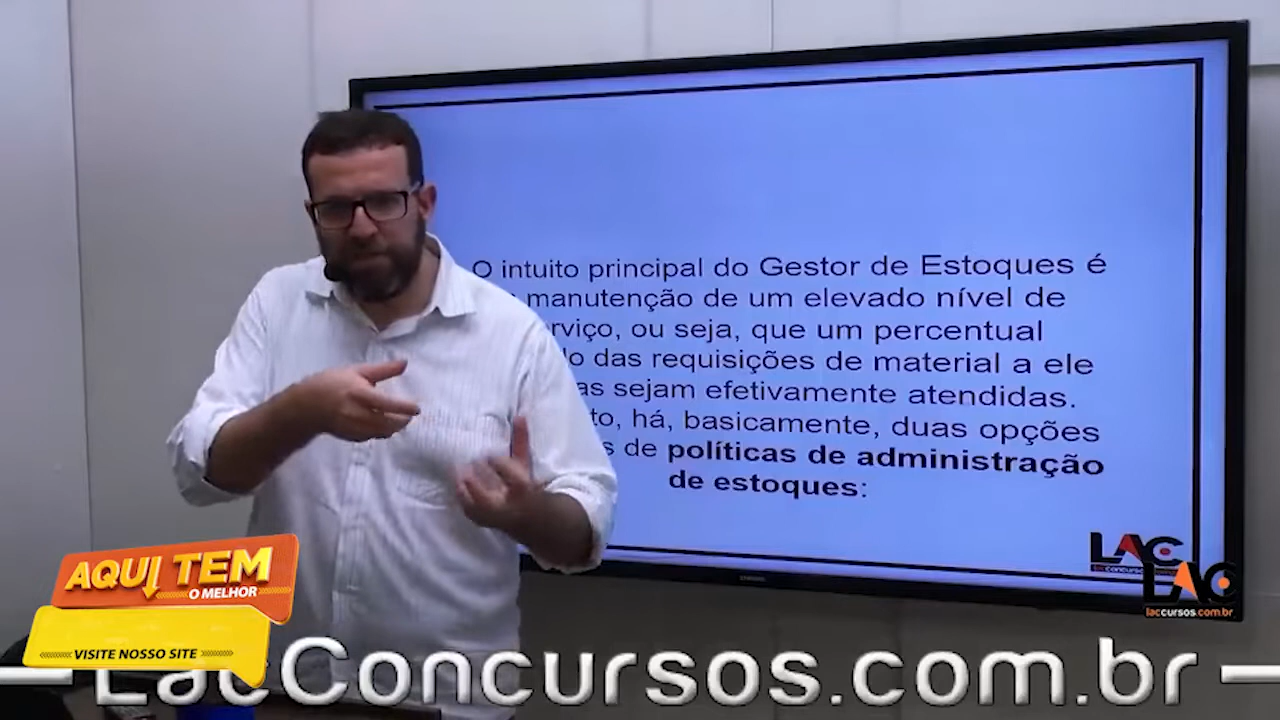 O intuito principal do Gestor de Estoques é
manutenção de um elevado nível de
rviço, ou seja, que um percentual
do das requisições de material a ele
as sejam efetivamente atendidas.
to, há, basicamente, duas opções
s de políticas de administração
de estoques:
LAC
LAC
laccursos.com.br
AQUI TEM
O MELHOR
VISITE NOSSO SITE
LacConcursos.com.br